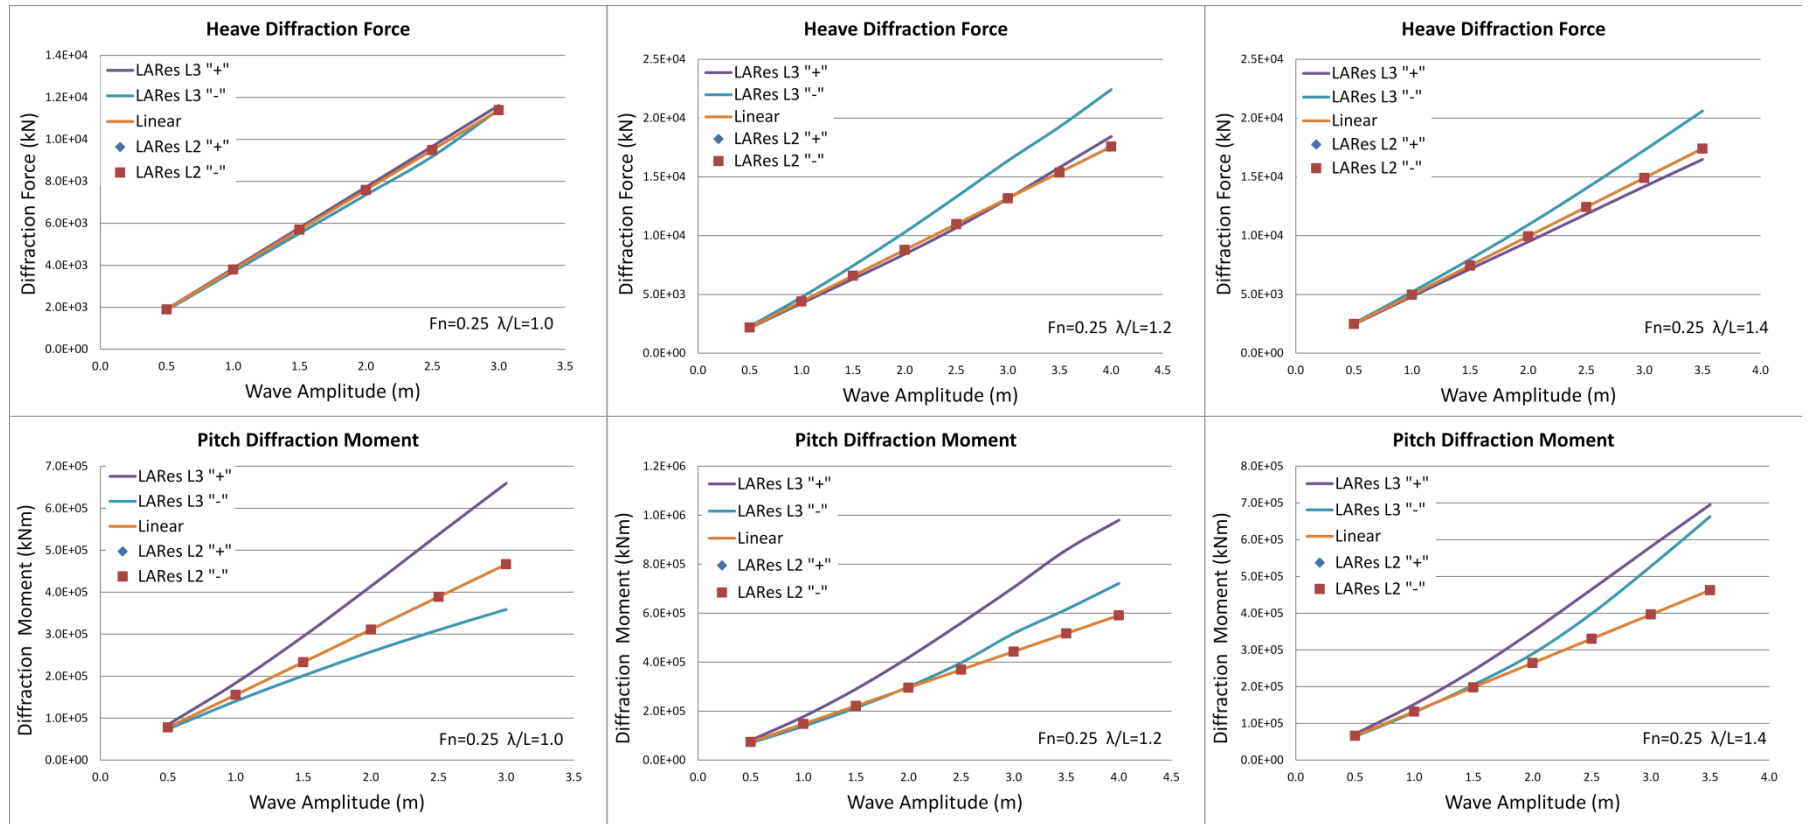 Heave Diffraction Force
1.4E+04
1.2E+04
1.0E+04
8.0E+03
6.0E+03
4.0E+03
2.0E+03
0.0E+00
Diffraction Force (kN)
LARes L3 "+"
LARes L3 "-"
Linear
LARes L2 "+"
LARes L2 "-"
Fn=0.25 λ/L=1.0
0.0 0.5 1.0 1.5 2.0 2.5 3.0 3.5
Wave Amplitude (m)
Heave Diffraction Force
2.5E+04
2.0E+04
1.5E+04
1.0E+04
5.0E+03
0.0E+00
Diffraction Force (kN)
LARes L3 "+"
LARes L3 "-"
Linear
LARes L2 "+"
LARes L2 "-"
Fn=0.25 λ/L=1.2
0.0 0.5 1.0 1.5 2.0 2.5 3.0 3.5 4.0 4.5
Wave Amplitude (m)
Heave Diffraction Force
2.5E+04
2.0E+04
1.5E+04
1.0E+04
5.0E+03
0.0E+00
Diffraction Force (kN)
LARes L3 "+"
LARes L3 "-"
Linear
LARes L2 "+"
LARes L2 "-"
Fn=0.25 λ/L=1.4
0.0 0.5 1.0 1.5 2.0 2.5 3.0 3.5 4.0
Wave Amplitude (m)
Pitch Diffraction Moment
7.0E+05
6.0E+05
5.0E+05
4.0E+05
3.0E+05
2.0E+05
1.0E+05
0.0E+00
Diffraction Moment (kNm)
LARes L3 "+"
LARes L3 "-"
Linear
LARes L2 "+"
LARes L2 "-"
Fn=0.25 λ/L=1.0
0.0 0.5 1.0 1.5 2.0 2.5 3.0 3.5
Wave Amplitude (m)
Pitch Diffraction Moment
1.2E+06
1.0E+06
8.0E+05
6.0E+05
4.0E+05
2.0E+05
0.0E+00
Diffraction Moment (kNm)
LARes L3 "+"
LARes L3 "-"
Linear
LARes L2 "+"
LARes L2 "-"
Fn=0.25 λ/L=1.2
0.0 0.5 1.0 1.5 2.0 2.5 3.0 3.5 4.0 4.5
Wave Amplitude (m)
Pitch Diffraction Moment
8.0E+05
7.0E+05
6.0E+05
5.0E+05
4.0E+05
3.0E+05
2.0E+05
1.0E+05
0.0E+00
Diffraction Moment (kNm)
LARes L3 "+"
LARes L3 "-"
Linear
LARes L2 "+"
LARes L2 "-"
Fn=0.25 λ/L=1.4
0.0 0.5 1.0 1.5 2.0 2.5 3.0 3.5 4.0
Wave Amplitude (m)